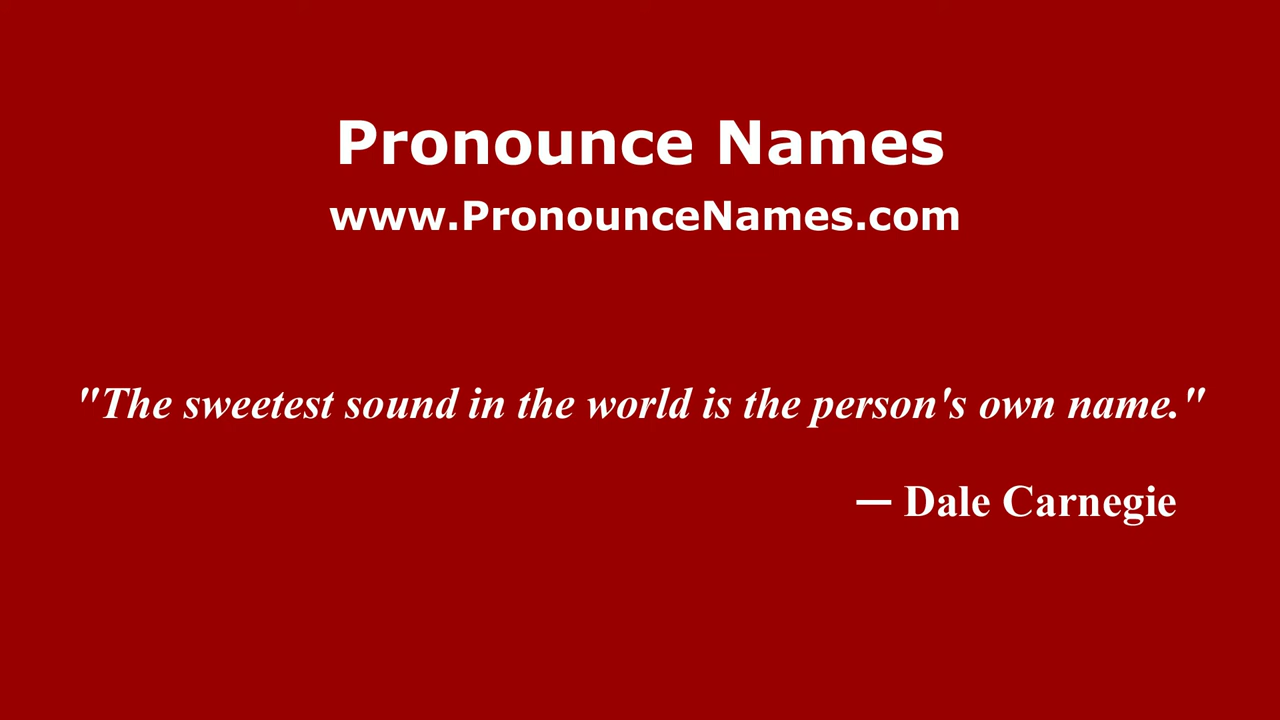 Pronounce Names
www.PronounceNames.com
"The sweetest sound in the world is the person's own name."
— Dale Carnegie